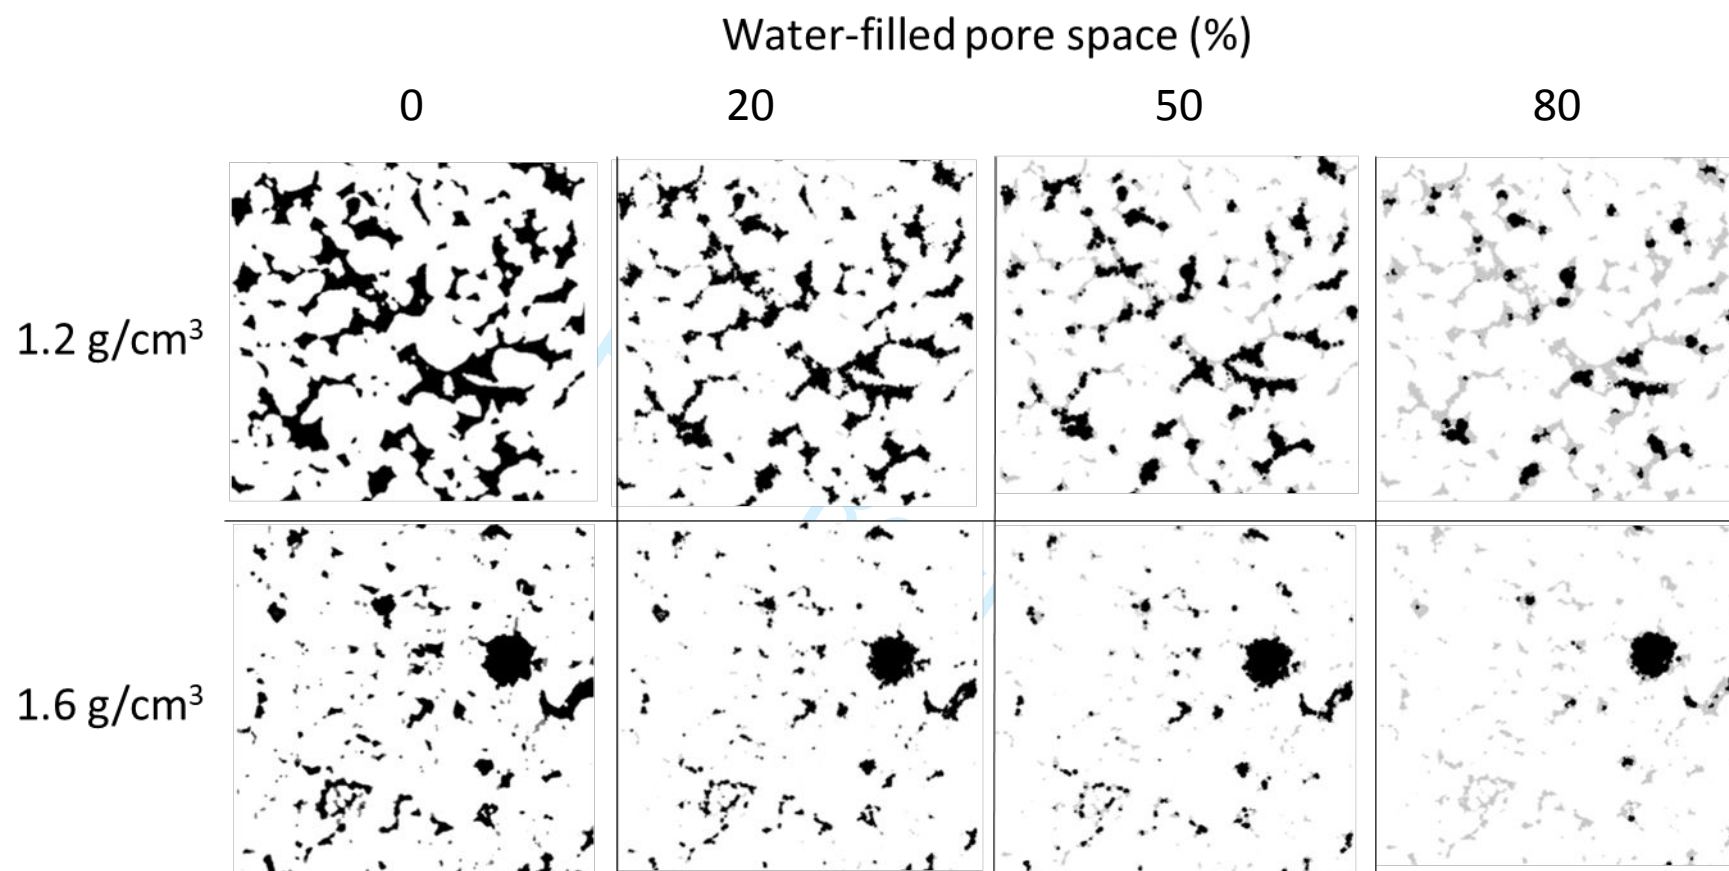 Water-filled pore space (%)
0 20 50 80
1.2 g/cm³
1.6 g/cm³